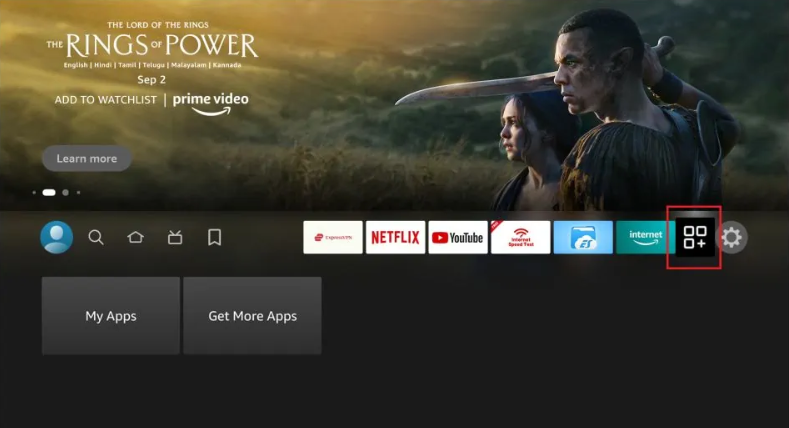 THE LORD OF THE RINGS
THE RINGS OF POWER
English | Hindi | Tamil | Telugu | Malayalam | Kannada
Sep 2
ADD TO WATCHLIST | prime video
Learn more
ExpressVPN
NETFLIX
YouTube
Internet
Speed Test
ES
internet
My Apps
Get More Apps